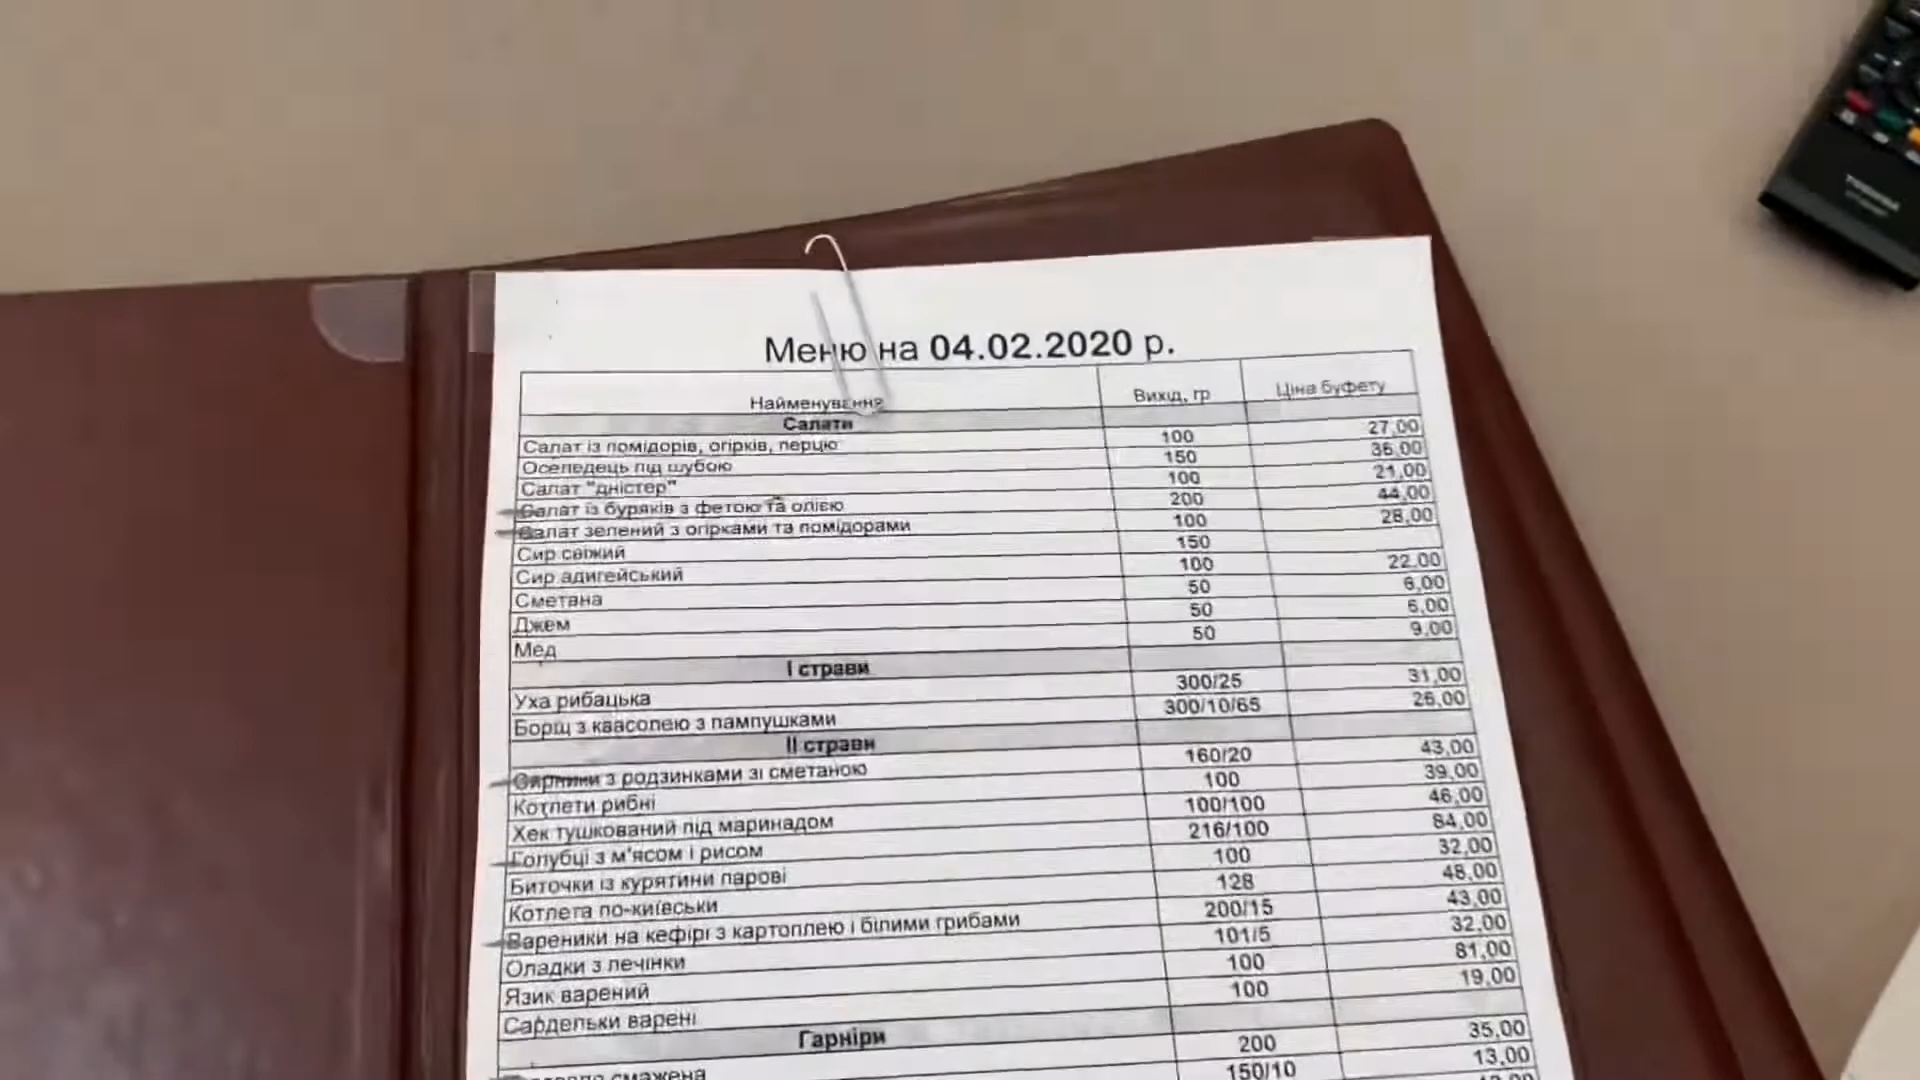 Меню на 04.02.2020 р.
Найменування Вихід, гр Ціна буфету
Салати
Салат із помідорів, огірків, перцю 100 27,00
Оселедець під шубою 150 36,00
Салат "дністер" 100 21,00
Салат із буряків з фетою та олією 200 44,00
Салат зелений з огірками та помідорами 100 28,00
Сир свіжий 150
Сир адигейський 100 22,00
Сметана 50 6,00
Джем 50 6,00
Мед 50 9,00
І страви
Уха рибацька 300/25 31,00
Борщ з квасолею з пампушками 300/10/65 26,00
ІІ страви
Сирники з родзинками зі сметаною 160/20 43,00
Котлети рибні 100 39,00
Хек тушкований під маринадом 100/100 46,00
Голубці з м'ясом і рисом 216/100 84,00
Биточки із курятини парові 100 32,00
Котлета по-київськи 128 48,00
Вареники на кефірі з картоплею і білими грибами 200/15 43,00
Оладки з печінки 101/5 32,00
Язик варений 100 81,00
Сардельки варені 100 19,00
Гарніри
смажена 200 35,00
150/10 13,00